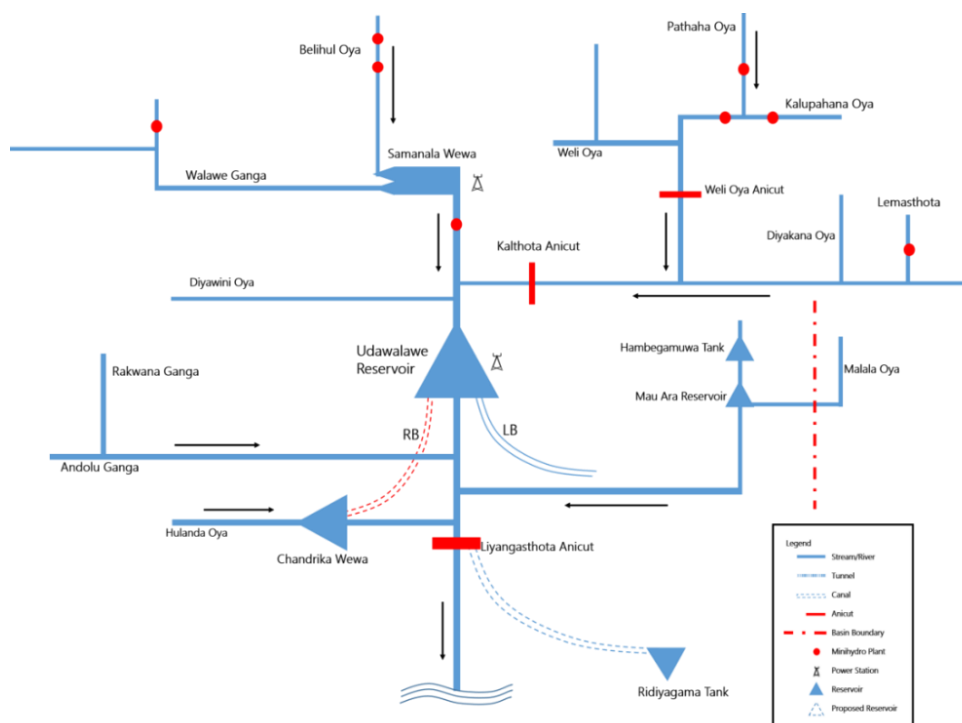 Pathaha Oya
Belihul Oya
Kalupahana Oya
Samanala Wewa
Weli Oya
Walawe Ganga
Weli Oya Anicut
Lemasthota
Diyakana Oya
Kalthota Anicut
Diyawini Oya
Hambegamuwa Tank
Udawalawe
Reservoir
Rakwana Ganga
Malala Oya
Mau Ara Reservoir
RB
LB
Andolu Ganga
Hulanda Oya
Chandrika Wewa
Liyangasthota Anicut
Ridiyagama Tank
Legend
Stream/River
Tunnel
Canal
Anicut
Basin Boundary
Minihydro Plant
Power Station
Reservoir
Proposed Reservoir